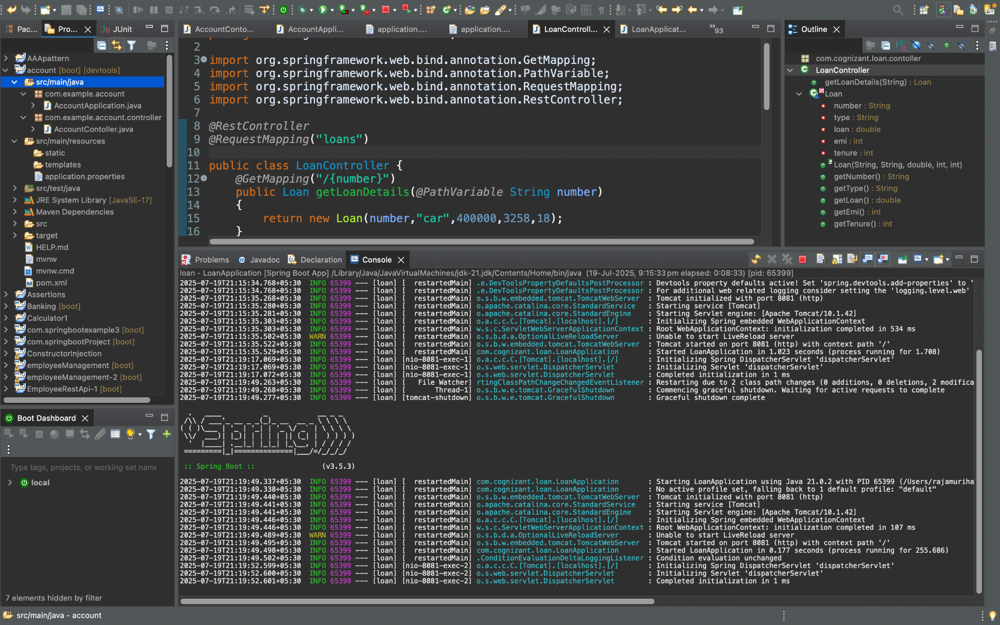 Pac...
Pro...
JUnit
AAApattern
account [boot] [devtools]
src/main/java
com.example.account
AccountApplication.java
com.example.account.controller
AccountContoller.java
src/main/resources
static
templates
application.properties
src/test/java
JRE System Library [JavaSE-17]
Maven Dependencies
src
target
HELP.md
mvnw
mvnw.cmd
pom.xml
Assertions
Banking [boot]
Calculator1
com.springbootexample3 [boot]
com.springbootProject [boot]
ConstructorInjection
employeeManagement [boot]
employeeManagement-2 [boot]
EmployeeRestApi-1 [boot]
Boot Dashboard
Type tags, projects, or working set name
local
7 elements hidden by filter
src/main/java - account
AccountConto...
AccountAppli...
application....
application....
LoanControll...
LoanApplicat...
93
2
3 import org.springframework.web.bind.annotation.GetMapping;
4 import org.springframework.web.bind.annotation.PathVariable;
5 import org.springframework.web.bind.annotation.RequestMapping;
6 import org.springframework.web.bind.annotation.RestController;
7
8 @RestController
9 @RequestMapping("loans")
10
11 public class LoanController {
12 @GetMapping("/{number}")
13 public Loan getLoanDetails(@PathVariable String number)
14 {
15 return new Loan(number,"car",400000,3258,18);
16 }
Outline
com.cognizant.loan.contoller
LoanController
getLoanDetails(String) : Loan
Loan
number : String
type : String
loan : double
emi : int
tenure : int
Loan(String, String, double, int, int)
getNumber() : String
getType() : String
getLoan() : double
getEmi() : int
getTenure() : int
Problems
Javadoc
Declaration
Console
loan - LoanApplication [Spring Boot App] /Library/Java/JavaVirtualMachines/jdk-21.jdk/Contents/Home/bin/java (19-Jul-2025, 9:15:33 pm elapsed: 0:08:33) [pid: 65399]
2025-07-19T21:15:34.768+05:30 INFO 65399 --- [loan] [ restartedMain] .e.DevToolsPropertyDefaultsPostProcessor : Devtools property defaults active! Set 'spring.devtools.add-properties' to '
2025-07-19T21:15:34.768+05:30 INFO 65399 --- [loan] [ restartedMain] .e.DevToolsPropertyDefaultsPostProcessor : For additional web related logging consider setting the 'logging.level.web'
2025-07-19T21:15:35.268+05:30 INFO 65399 --- [loan] [ restartedMain] o.s.b.w.embedded.tomcat.TomcatWebServer : Tomcat initialized with port 8081 (http)
2025-07-19T21:15:35.280+05:30 INFO 65399 --- [loan] [ restartedMain] o.apache.catalina.core.StandardService : Starting service [Tomcat]
2025-07-19T21:15:35.281+05:30 INFO 65399 --- [loan] [ restartedMain] o.apache.catalina.core.StandardEngine : Starting Servlet engine: [Apache Tomcat/10.1.42]
2025-07-19T21:15:35.303+05:30 INFO 65399 --- [loan] [ restartedMain] o.a.c.c.C.[Tomcat].[localhost].[/] : Initializing Spring embedded WebApplicationContext
2025-07-19T21:15:35.303+05:30 INFO 65399 --- [loan] [ restartedMain] w.s.c.ServletWebServerApplicationContext : Root WebApplicationContext: initialization completed in 534 ms
2025-07-19T21:15:35.502+05:30 WARN 65399 --- [loan] [ restartedMain] o.s.b.d.a.OptionalLiveReloadServer : Unable to start LiveReload server
2025-07-19T21:15:35.522+05:30 INFO 65399 --- [loan] [ restartedMain] o.s.b.w.embedded.tomcat.TomcatWebServer : Tomcat started on port 8081 (http) with context path '/'
2025-07-19T21:15:35.529+05:30 INFO 65399 --- [loan] [ restartedMain] com.cognizant.loan.LoanApplication : Started LoanApplication in 1.023 seconds (process running for 1.708)
2025-07-19T21:19:17.069+05:30 INFO 65399 --- [loan] [nio-8081-exec-1] o.a.c.c.C.[Tomcat].[localhost].[/] : Initializing Spring DispatcherServlet 'dispatcherServlet'
2025-07-19T21:19:17.069+05:30 INFO 65399 --- [loan] [nio-8081-exec-1] o.s.web.servlet.DispatcherServlet : Initializing Servlet 'dispatcherServlet'
2025-07-19T21:19:17.072+05:30 INFO 65399 --- [loan] [nio-8081-exec-1] o.s.web.servlet.DispatcherServlet : Completed initialization in 1 ms
2025-07-19T21:19:49.263+05:30 INFO 65399 --- [loan] [ File Watcher] rtingClassPathChangeChangedEventListener : Restarting due to 2 class path changes (0 additions, 0 deletions, 2 modifica
2025-07-19T21:19:49.268+05:30 INFO 65399 --- [loan] [ Thread-1] o.s.b.w.e.tomcat.GracefulShutdown : Commencing graceful shutdown. Waiting for active requests to complete
2025-07-19T21:19:49.277+05:30 INFO 65399 --- [loan] [tomcat-shutdown] o.s.b.w.e.tomcat.GracefulShutdown : Graceful shutdown complete
Spring
:: Spring Boot :: (v3.5.3)
2025-07-19T21:19:49.337+05:30 INFO 65399 --- [loan] [ restartedMain] com.cognizant.loan.LoanApplication : Starting LoanApplication using Java 21.0.2 with PID 65399 (/Users/rajamuriha
2025-07-19T21:19:49.338+05:30 INFO 65399 --- [loan] [ restartedMain] com.cognizant.loan.LoanApplication : No active profile set, falling back to 1 default profile: "default"
2025-07-19T21:19:49.440+05:30 INFO 65399 --- [loan] [ restartedMain] o.s.b.w.embedded.tomcat.TomcatWebServer : Tomcat initialized with port 8081 (http)
2025-07-19T21:19:49.441+05:30 INFO 65399 --- [loan] [ restartedMain] o.apache.catalina.core.StandardService : Starting service [Tomcat]
2025-07-19T21:19:49.441+05:30 INFO 65399 --- [loan] [ restartedMain] o.apache.catalina.core.StandardEngine : Starting Servlet engine: [Apache Tomcat/10.1.42]
2025-07-19T21:19:49.446+05:30 INFO 65399 --- [loan] [ restartedMain] o.a.c.c.C.[Tomcat].[localhost].[/] : Initializing Spring embedded WebApplicationContext
2025-07-19T21:19:49.446+05:30 INFO 65399 --- [loan] [ restartedMain] w.s.c.ServletWebServerApplicationContext : Root WebApplicationContext: initialization completed in 107 ms
2025-07-19T21:19:49.489+05:30 WARN 65399 --- [loan] [ restartedMain] o.s.b.d.a.OptionalLiveReloadServer : Unable to start LiveReload server
2025-07-19T21:19:49.495+05:30 INFO 65399 --- [loan] [ restartedMain] o.s.b.w.embedded.tomcat.TomcatWebServer : Tomcat started on port 8081 (http) with context path '/'
2025-07-19T21:19:49.498+05:30 INFO 65399 --- [loan] [ restartedMain] com.cognizant.loan.LoanApplication : Started LoanApplication in 0.177 seconds (process running for 255.686)
2025-07-19T21:19:49.502+05:30 INFO 65399 --- [loan] [ restartedMain] .ConditionEvaluationDeltaLoggingListener : Condition evaluation unchanged
2025-07-19T21:19:52.599+05:30 INFO 65399 --- [loan] [nio-8081-exec-2] o.a.c.c.C.[Tomcat].[localhost].[/] : Initializing Spring DispatcherServlet 'dispatcherServlet'
2025-07-19T21:19:52.600+05:30 INFO 65399 --- [loan] [nio-8081-exec-2] o.s.web.servlet.DispatcherServlet : Initializing Servlet 'dispatcherServlet'
2025-07-19T21:19:52.601+05:30 INFO 65399 --- [loan] [nio-8081-exec-2] o.s.web.servlet.DispatcherServlet : Completed initialization in 1 ms